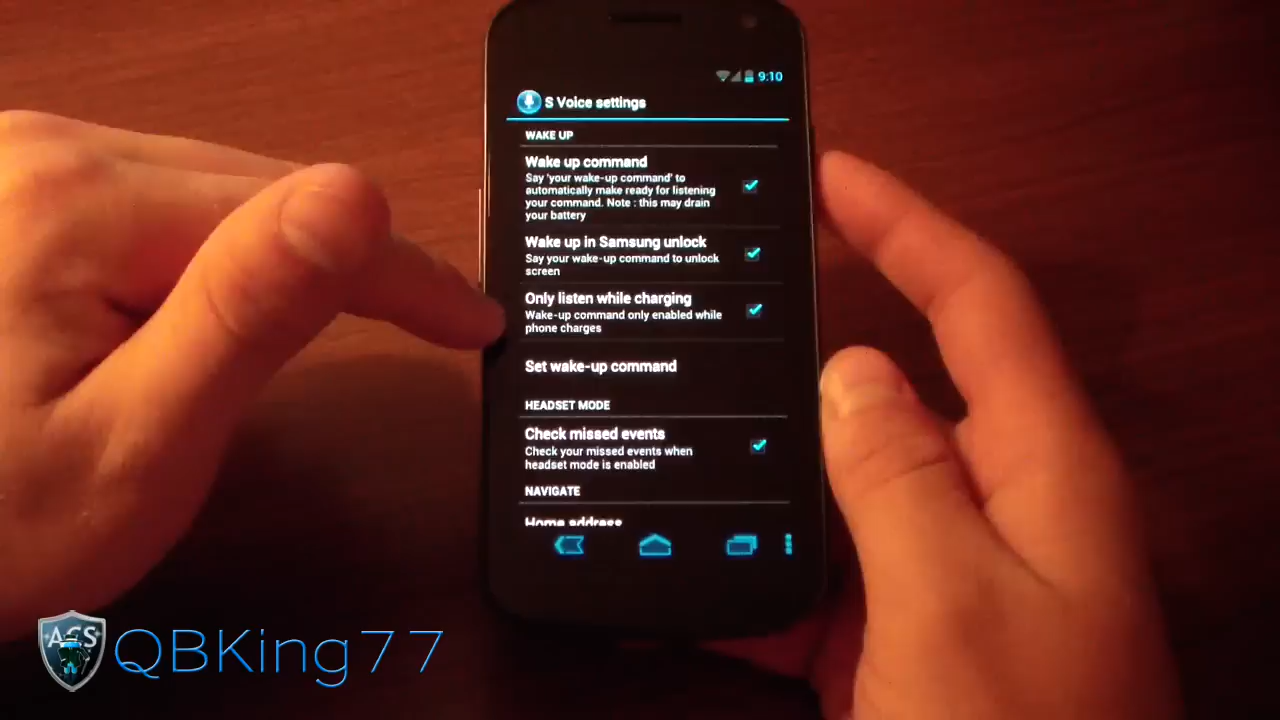 9:10
S Voice settings
WAKE UP
Wake up command
Say 'your wake-up command' to
automatically make ready for listening
your command. Note : this may drain
your battery
Wake up in Samsung unlock
Say your wake-up command to unlock
screen
Only listen while charging
Wake-up command only enabled while
phone charges
Set wake-up command
HEADSET MODE
Check missed events
Check your missed events when
headset mode is enabled
NAVIGATE
Home address
ACS
QBKing77